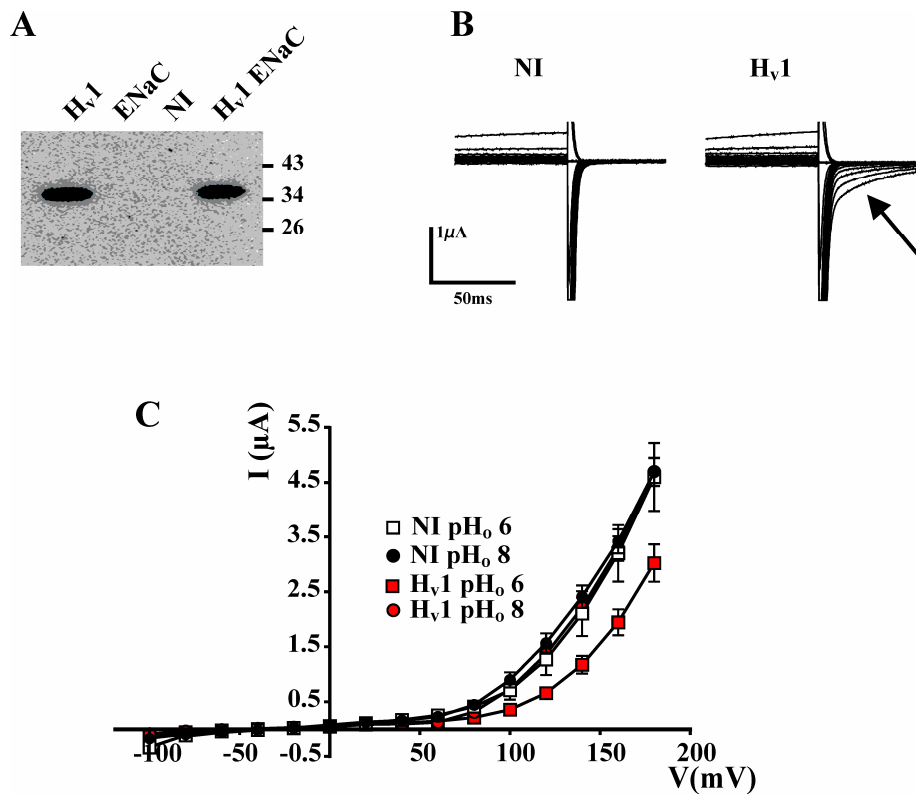 A
B
Hv1
ENaC
NI
Hv1 ENaC
43
34
26
NI
Hv1
1μA
50ms
C
I (μA)
5.5
4.5
3.5
2.5
1.5
0.5
-0.5
NI pHo 6
NI pHo 8
Hv1 pHo 6
Hv1 pHo 8
-100
-50
0
50
100
150
200
V(mV)